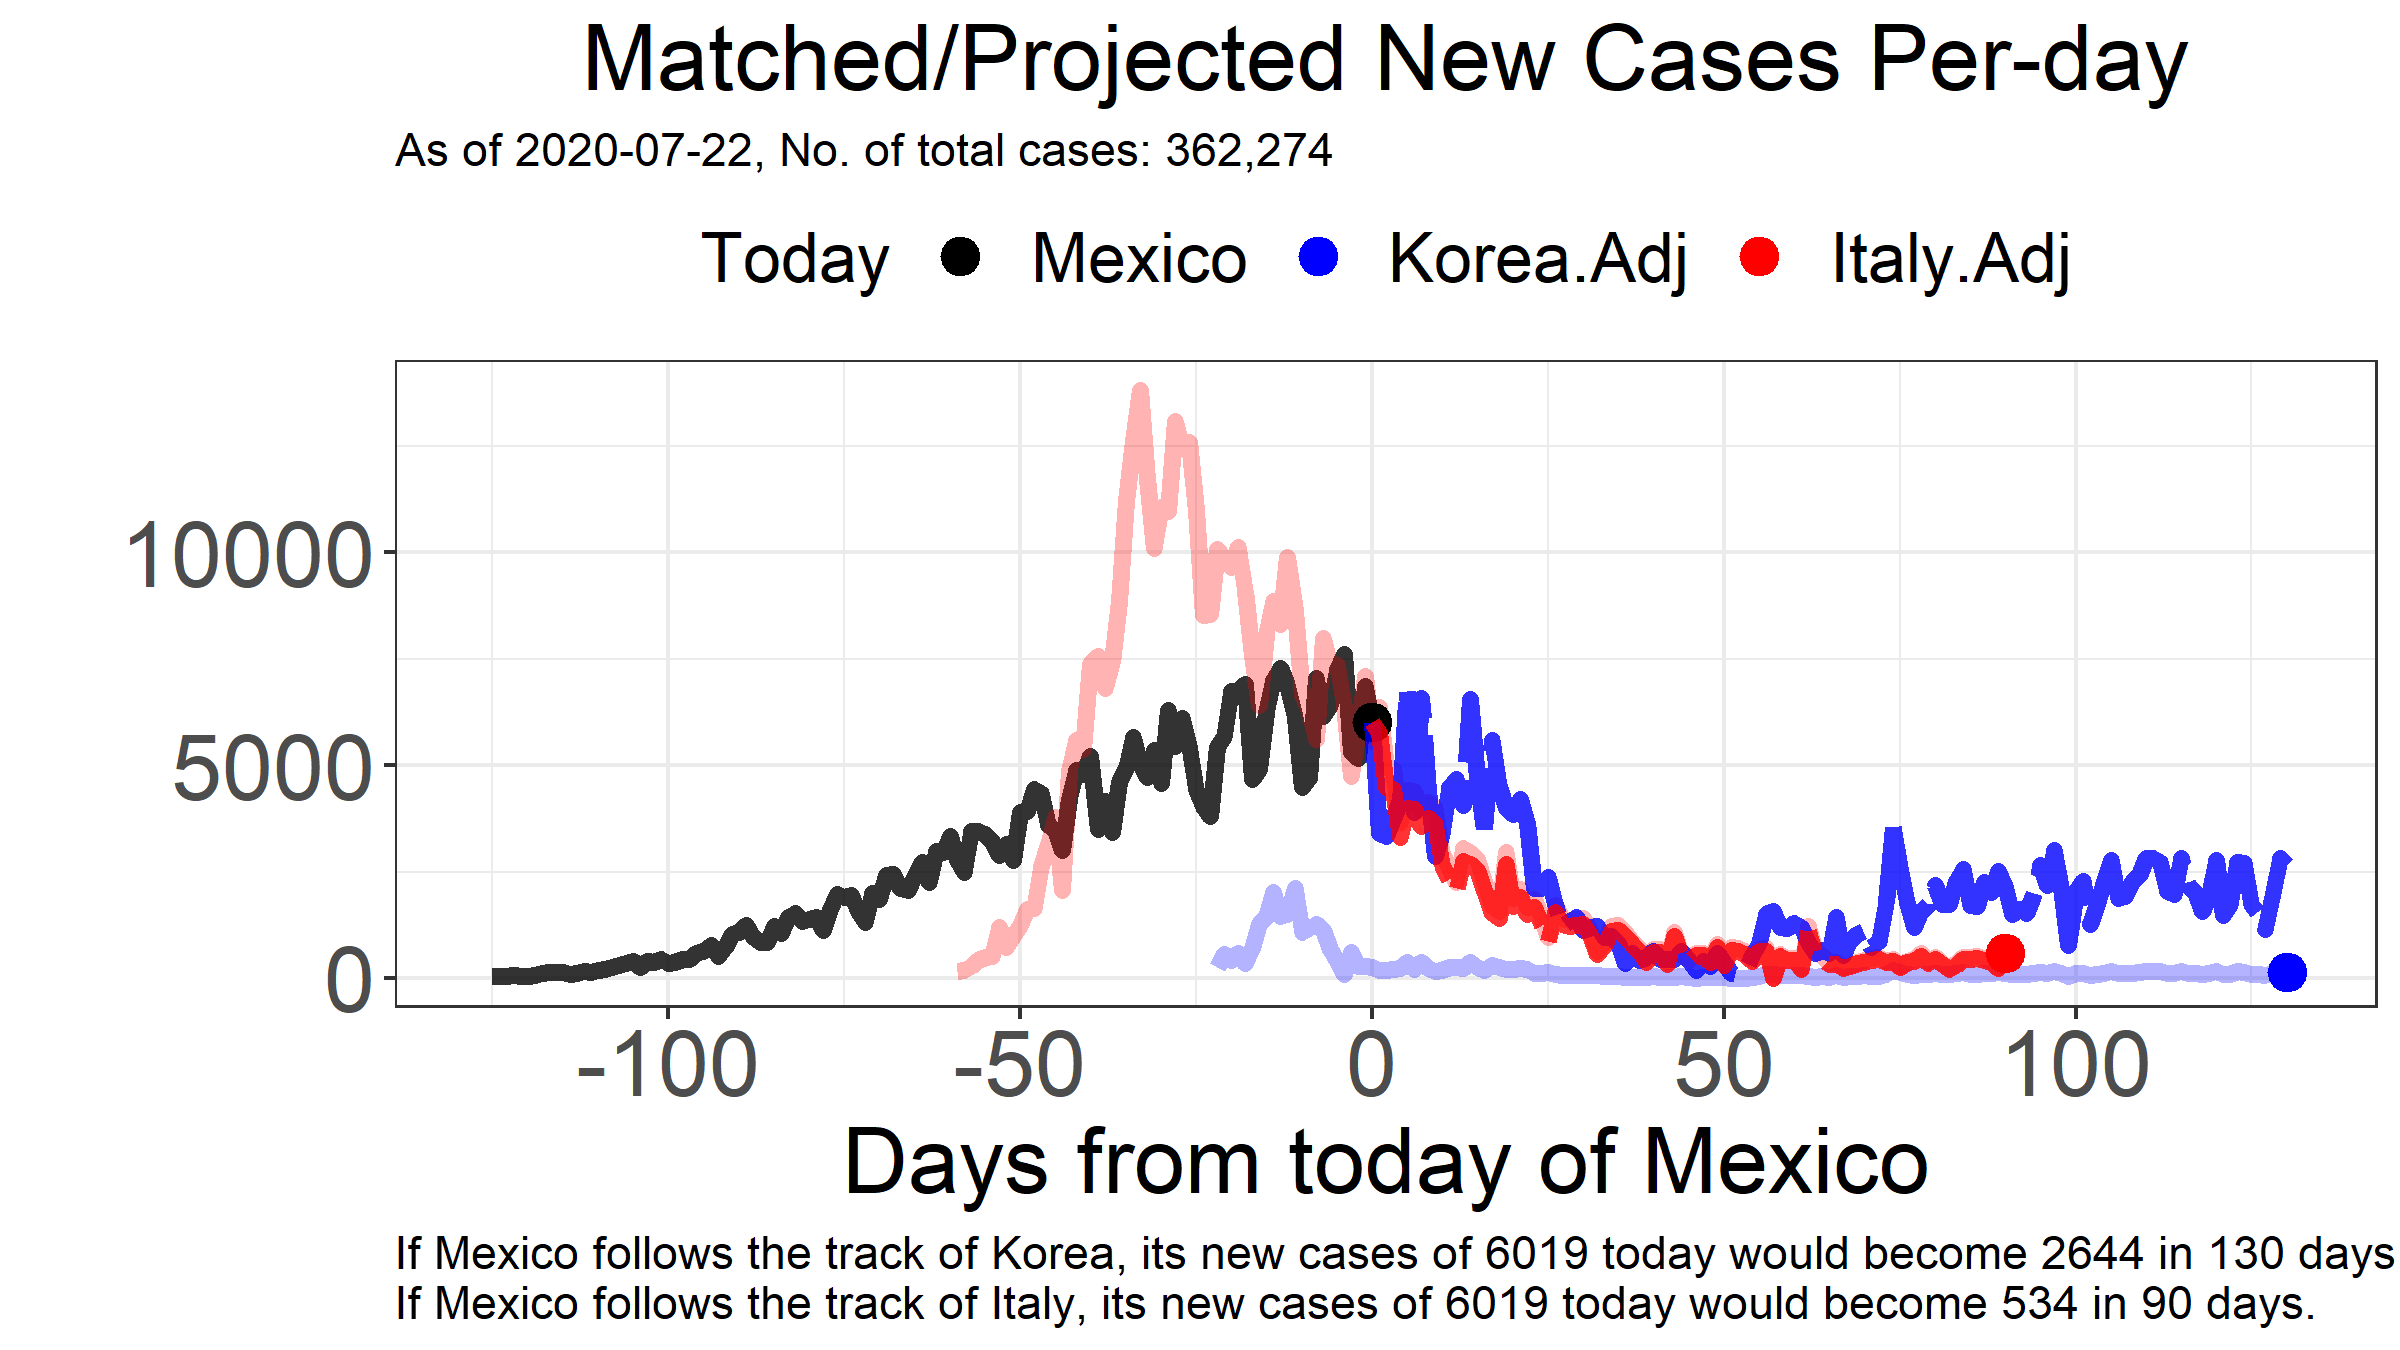 Matched/Projected New Cases Per-day
As of 2020-07-22, No. of total cases: 362,274
Today Mexico Korea.Adj Italy.Adj
10000
5000
0
-100 -50 0 50 100
Days from today of Mexico
If Mexico follows the track of Korea, its new cases of 6019 today would become 2644 in 130 days
If Mexico follows the track of Italy, its new cases of 6019 today would become 534 in 90 days.